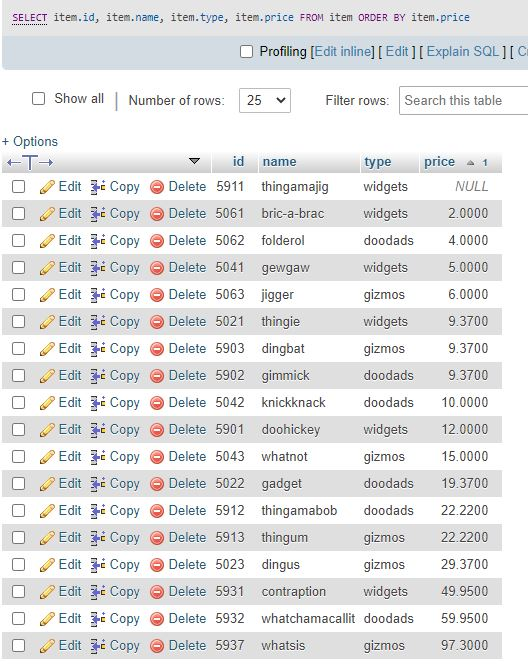 SELECT item.id, item.name, item.type, item.price FROM item ORDER BY item.price
Profiling [Edit inline] [ Edit ] [ Explain SQL ] [
Show all | Number of rows: 25 Filter rows: Search this table
+ Options
←T→ id name type price 1
Edit Copy Delete 5911 thingamajig widgets NULL
Edit Copy Delete 5061 bric-a-brac widgets 2.0000
Edit Copy Delete 5062 folderol doodads 4.0000
Edit Copy Delete 5041 gewgaw widgets 5.0000
Edit Copy Delete 5063 jigger gizmos 6.0000
Edit Copy Delete 5021 thingie widgets 9.3700
Edit Copy Delete 5903 dingbat gizmos 9.3700
Edit Copy Delete 5902 gimmick doodads 9.3700
Edit Copy Delete 5042 knickknack doodads 10.0000
Edit Copy Delete 5901 doohickey widgets 12.0000
Edit Copy Delete 5043 whatnot gizmos 15.0000
Edit Copy Delete 5022 gadget doodads 19.3700
Edit Copy Delete 5912 thingamabob doodads 22.2200
Edit Copy Delete 5913 thingum gizmos 22.2200
Edit Copy Delete 5023 dingus gizmos 29.3700
Edit Copy Delete 5931 contraption widgets 49.9500
Edit Copy Delete 5932 whatchamacallit doodads 59.9500
Edit Copy Delete 5937 whatsis gizmos 97.3000